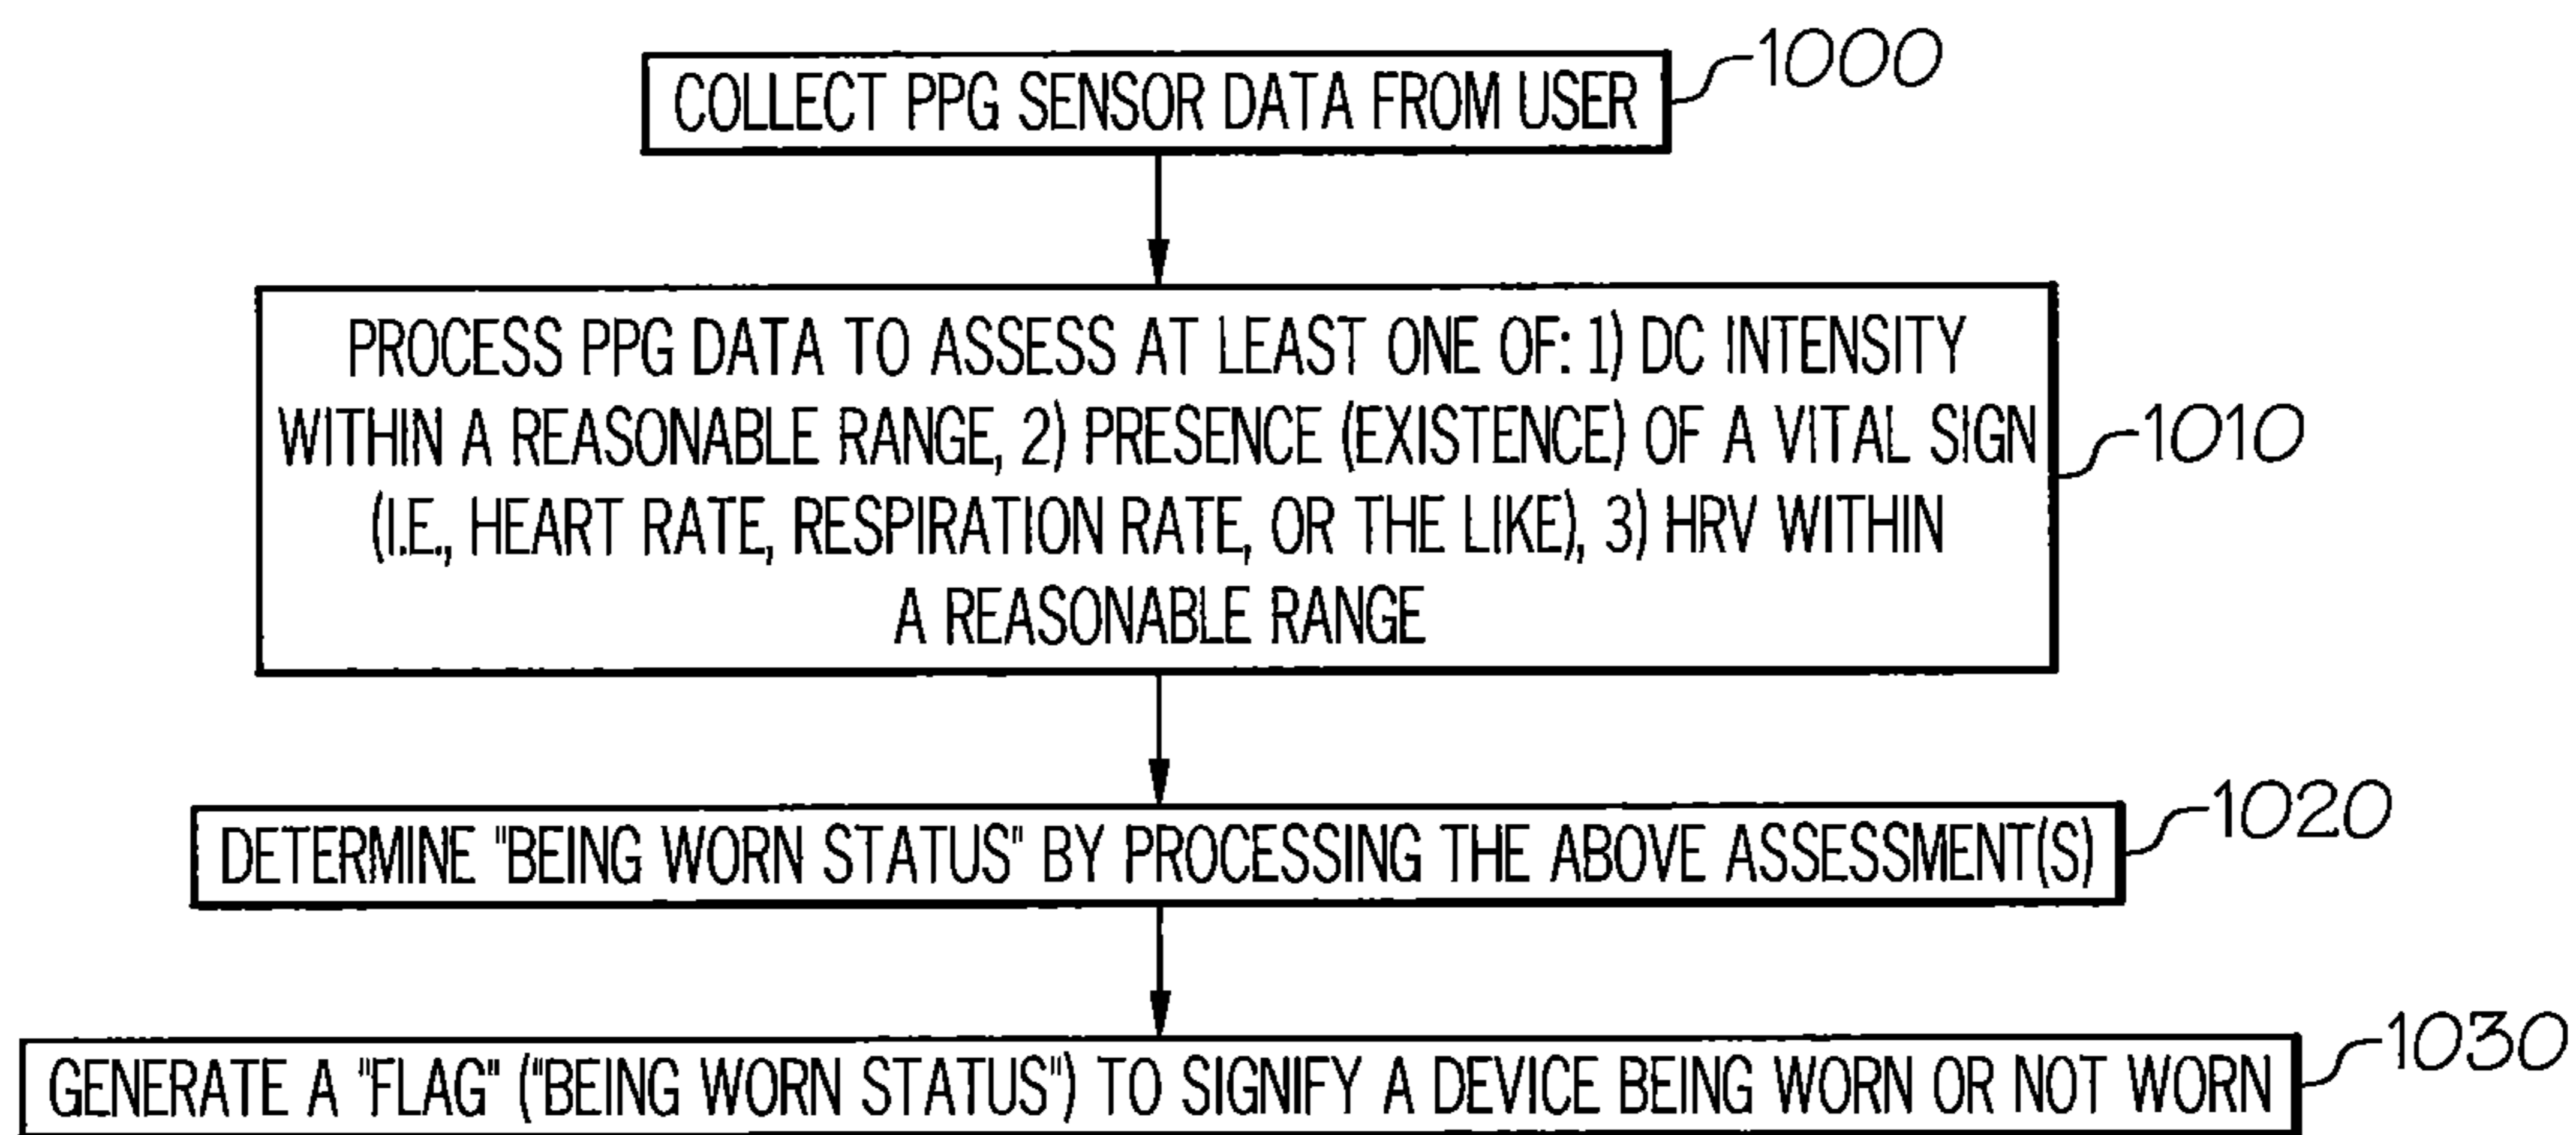 COLLECT PPG SENSOR DATA FROM USER
1000
PROCESS PPG DATA TO ASSESS AT LEAST ONE OF: 1) DC INTENSITY
WITHIN A REASONABLE RANGE, 2) PRESENCE (EXISTENCE) OF A VITAL SIGN
(I.E., HEART RATE, RESPIRATION RATE, OR THE LIKE), 3) HRV WITHIN
A REASONABLE RANGE
1010
DETERMINE "BEING WORN STATUS" BY PROCESSING THE ABOVE ASSESSMENT(S)
1020
GENERATE A "FLAG" ("BEING WORN STATUS") TO SIGNIFY A DEVICE BEING WORN OR NOT WORN
1030